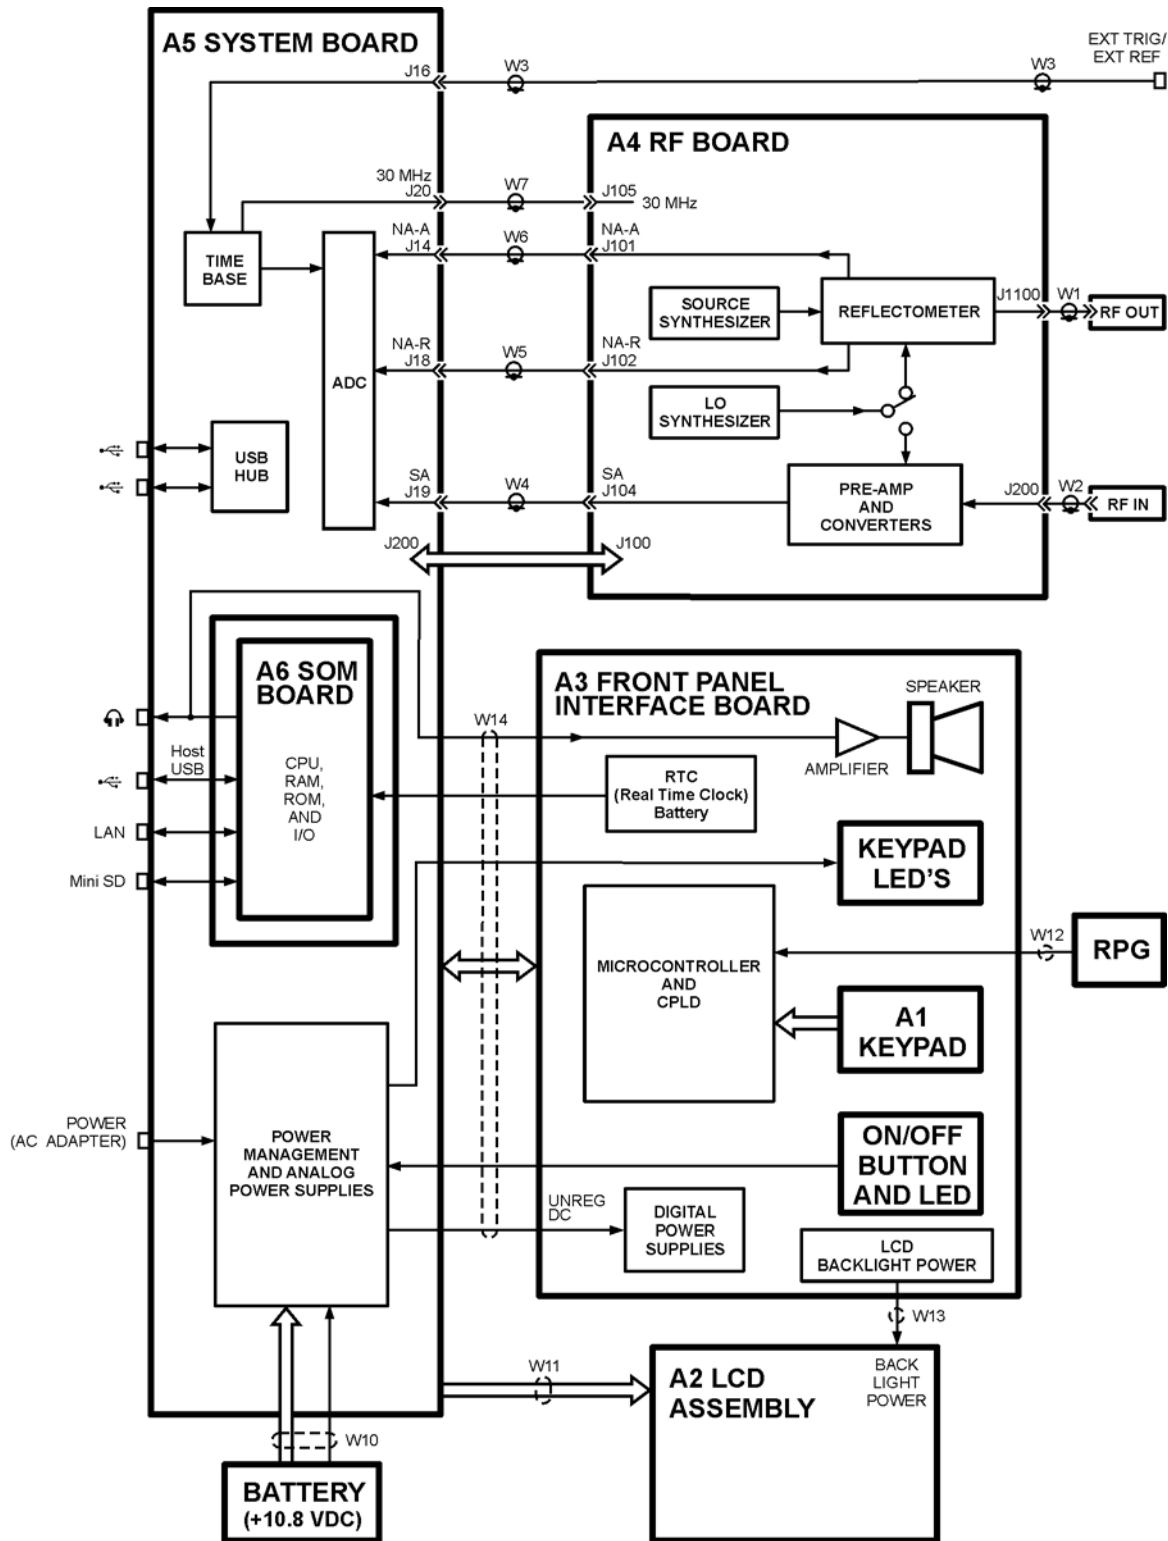 A5 SYSTEM BOARD
EXT TRIG/
EXT REF
J16
W3
W3
A4 RF BOARD
30 MHz
J20
W7
J105
30 MHz
NA-A
J14
W6
NA-A
J101
TIME
BASE
SOURCE
SYNTHESIZER
REFLECTOMETER
J1100
W1
RF OUT
ADC
NA-R
J18
W5
NA-R
J102
LO
SYNTHESIZER
USB
HUB
SA
J19
W4
SA
J104
PRE-AMP
AND
CONVERTERS
J200
W2
RF IN
J200
J100
A6 SOM
BOARD
A3 FRONT PANEL
INTERFACE BOARD
SPEAKER
W14
AMPLIFIER
Host
USB
CPU,
RAM,
ROM,
AND
I/O
RTC
(Real Time Clock)
Battery
LAN
Mini SD
KEYPAD
LED'S
W12
RPG
MICROCONTROLLER
AND
CPLD
A1
KEYPAD
POWER
(AC ADAPTER)
POWER
MANAGEMENT
AND ANALOG
POWER SUPPLIES
ON/OFF
BUTTON
AND LED
UNREG
DC
DIGITAL
POWER
SUPPLIES
LCD
BACKLIGHT POWER
W13
W11
A2 LCD
ASSEMBLY
BACK
LIGHT
POWER
W10
BATTERY
(+10.8 VDC)